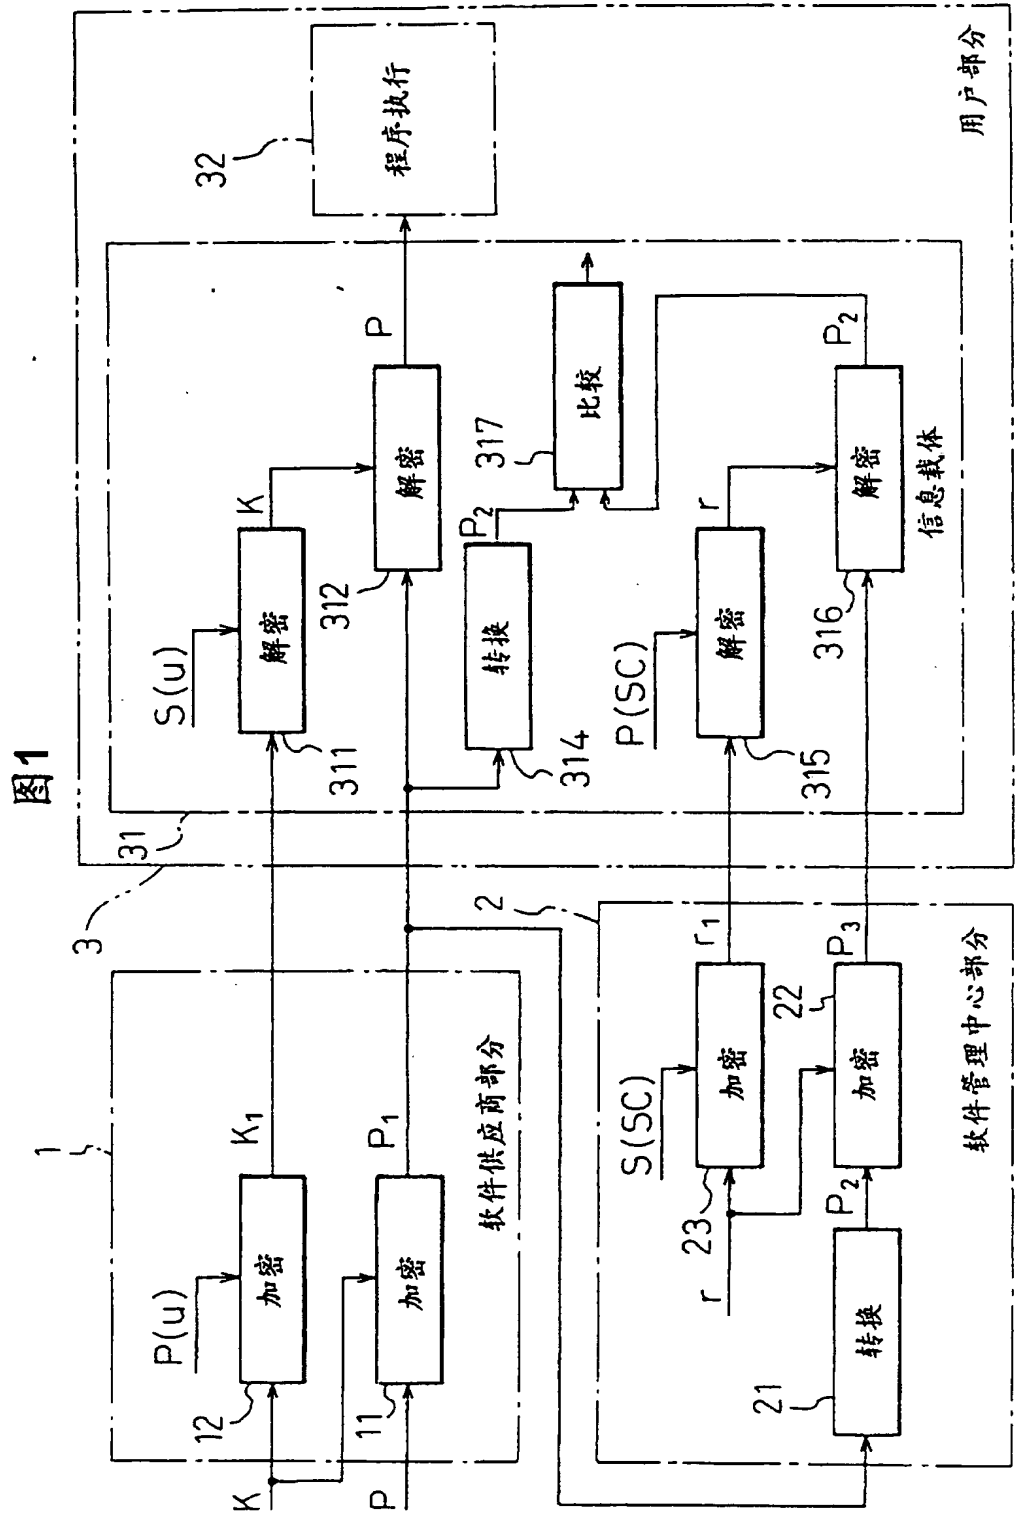 图1
1
P(u)
12
加密
K
K₁
11
加密
P
P₁
软件供应商部分
2
S(SC)
23
加密
r
r₁
21
转换
P₂
22
加密
P₃
软件管理中心部分
3
31
S(u)
311
解密
K
312
解密
P
32
程序执行
314
转换
P₂
317
比较
P(SC)
315
解密
r
316
解密
P₂
信息载体
用户部分